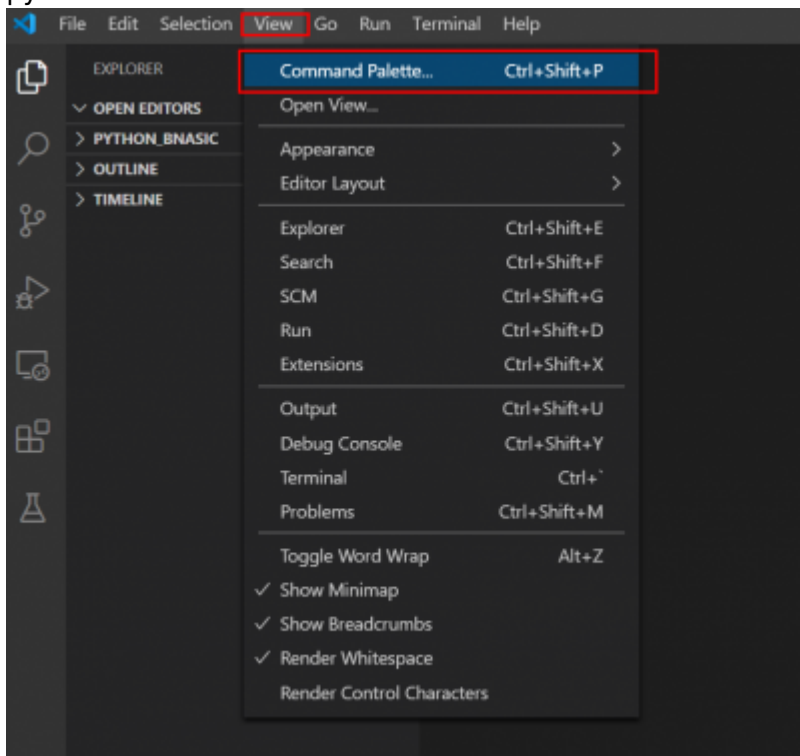 File Edit Selection View Go Run Terminal Help
EXPLORER
OPEN EDITORS
PYTHON_BNASIC
OUTLINE
TIMELINE
Command Palette... Ctrl+Shift+P
Open View...
Appearance
Editor Layout
Explorer Ctrl+Shift+E
Search Ctrl+Shift+F
SCM Ctrl+Shift+G
Run Ctrl+Shift+D
Extensions Ctrl+Shift+X
Output Ctrl+Shift+U
Debug Console Ctrl+Shift+Y
Terminal Ctrl+`
Problems Ctrl+Shift+M
Toggle Word Wrap Alt+Z
Show Minimap
Show Breadcrumbs
Render Whitespace
Render Control Characters